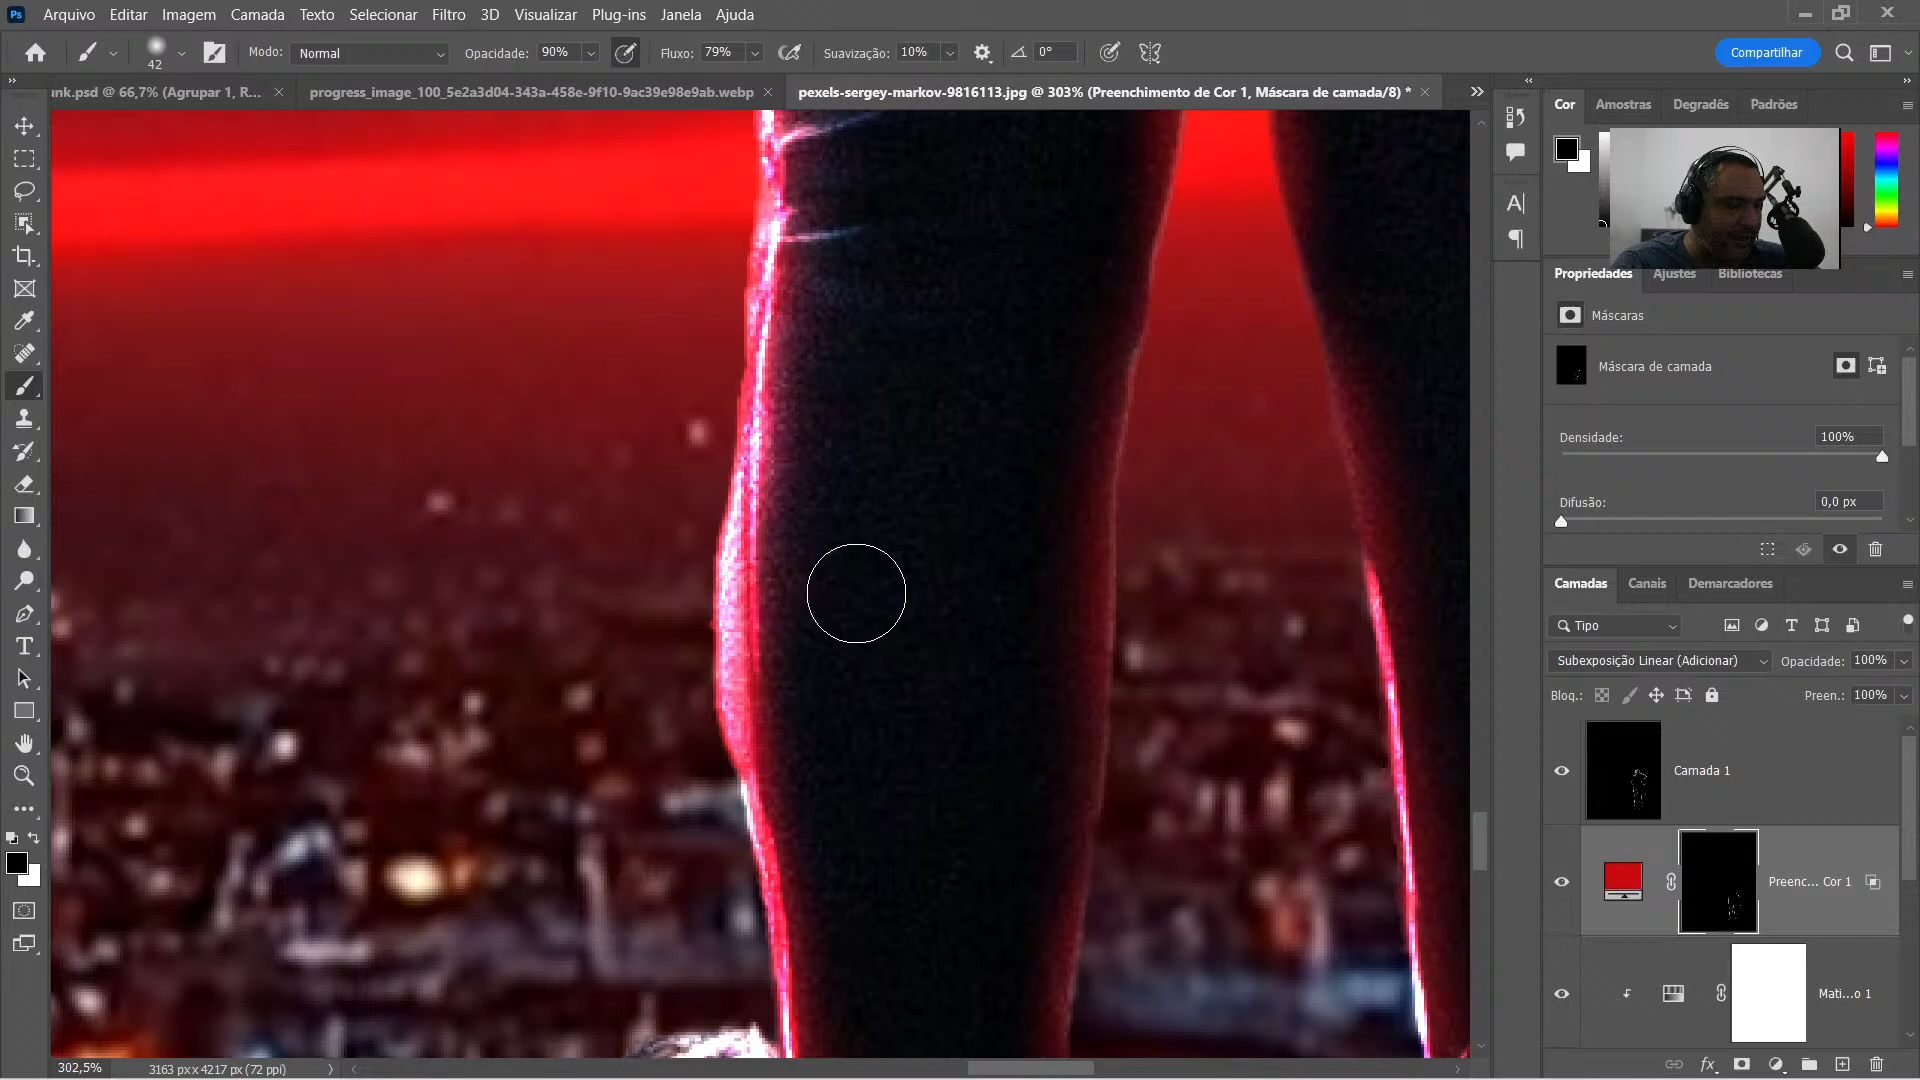 Ps Arquivo Editar Imagem Camada Texto Selecionar Filtro 3D Visualizar Plug-ins Janela Ajuda
42 Modo: Normal Opacidade: 90% Fluxo: 79% Suavização: 10% 0° Compartilhar
unk.psd @ 66,7% (Agrupar 1, R... progress_image_100_5e2a3d04-343a-458e-9f10-9ac39e98e9ab.webp pexels-sergey-markov-9816113.jpg @ 303% (Preenchimento de Cor 1, Máscara de camada/8) *
Cor Amostras Degradês Padrões
Propriedades Ajustes Bibliotecas
Máscaras
Máscara de camada
Densidade: 100%
Difusão: 0,0 px
Camadas Canais Demarcadores
Tipo
Subexposição Linear (Adicionar) Opacidade: 100%
Bloq.: Preen.: 100%
Camada 1
Preenc... Cor 1
Mati...o 1
302,5% 3163 px x 4217 px (72 ppi)